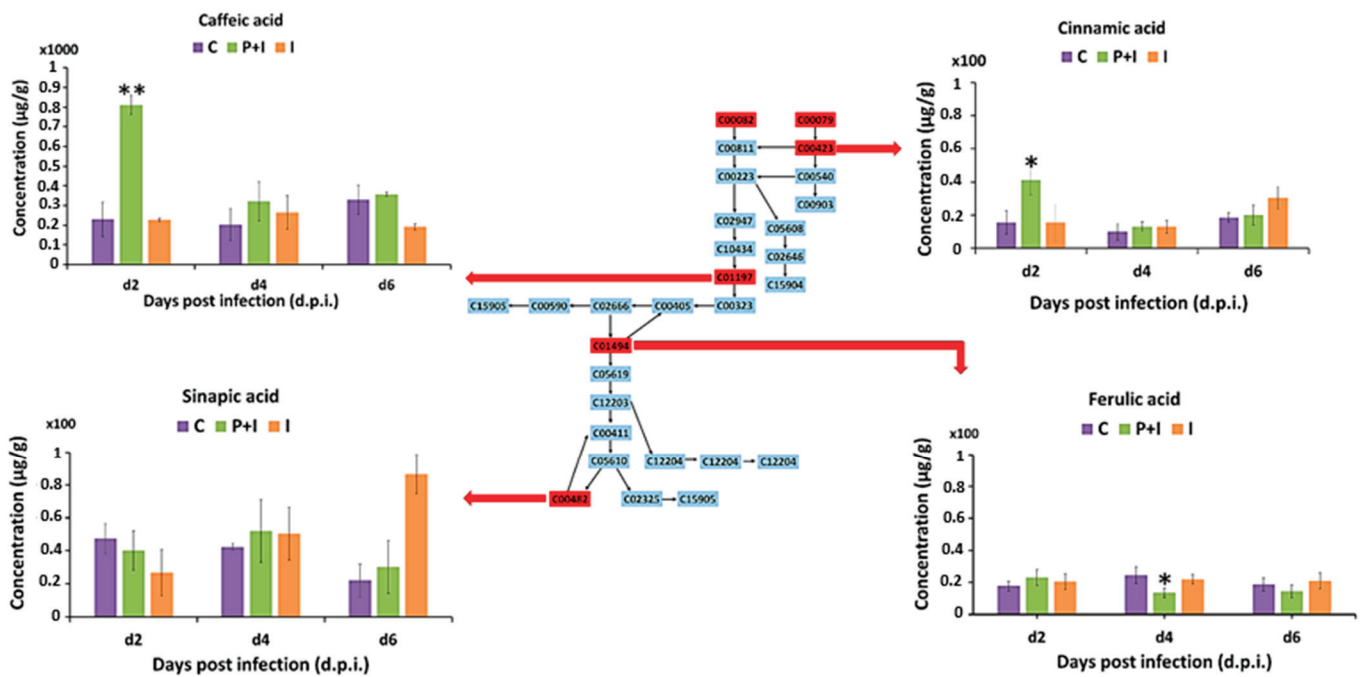 Caffeic acid
C P+I I
x1000
Concentration (µg/g)
1
0.9
0.8
0.7
0.6
0.5
0.4
0.3
0.2
0.1
0
**
d2 d4 d6
Days post infection (d.p.i.)
Cinnamic acid
C P+I I
x100
Concentration (µg/g)
1
0.8
0.6
0.4
0.2
0
*
d2 d4 d6
Days post infection (d.p.i.)
C00082 C00079
C00811 C00423
C00223 C00540
C00903
C02947 C05608
C10434 C02646
C01197 C15904
C15905 C00590 C02666 C00405 C00323
C01494
C05619
C12203
C00411
C05610 C12204 C12204 C12204
C00482 C02325 C15905
Sinapic acid
C P+I I
x100
Concentration (µg/g)
1
0.8
0.6
0.4
0.2
0
d2 d4 d6
Days post infection (d.p.i.)
Ferulic acid
C P+I I
x100
Concentration (µg/g)
1
0.8
0.6
0.4
0.2
0
*
d2 d4 d6
Days post infection (d.p.i.)